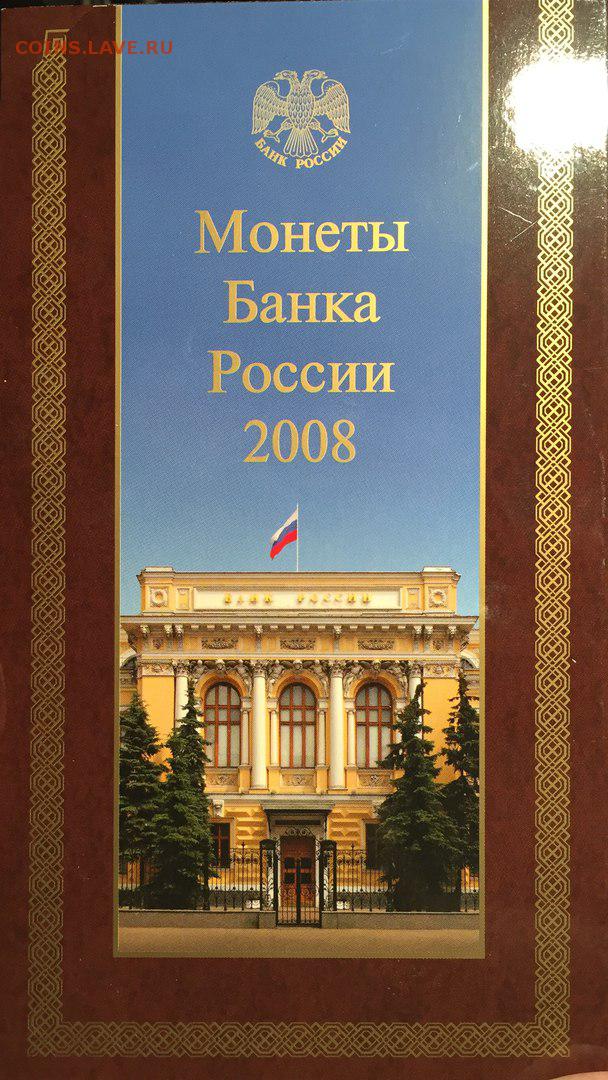 COINS.LAVE.RU
БАНК РОССИИ
Монеты
Банка
России
2008
БАНК РОССИИ